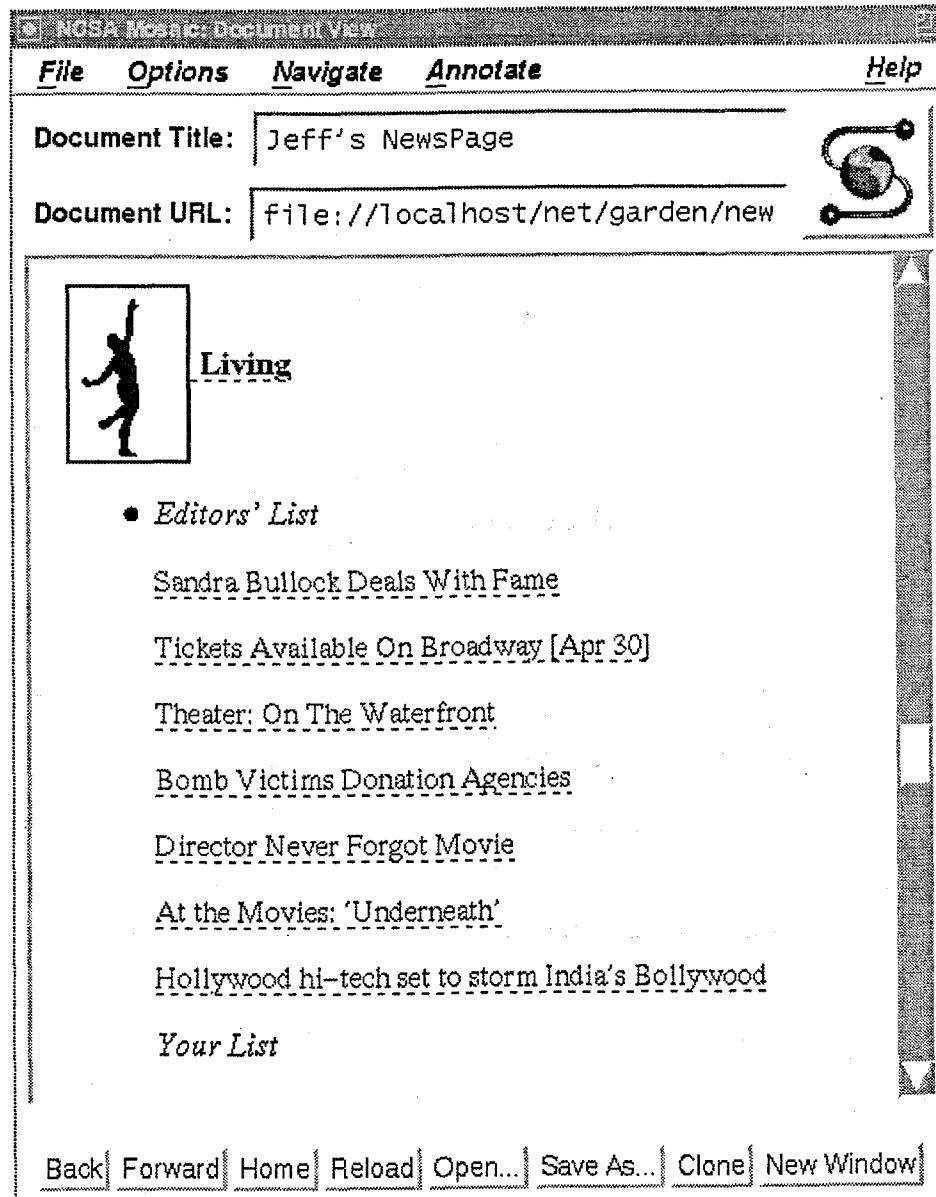 NCSA Mosaic: Document View
File Options Navigate Annotate Help
Document Title: Jeff's NewsPage
Document URL: file://localhost/net/garden/new
Living
• Editors' List
Sandra Bullock Deals With Fame
Tickets Available On Broadway [Apr 30]
Theater: On The Waterfront
Bomb Victims Donation Agencies
Director Never Forgot Movie
At the Movies: 'Underneath'
Hollywood hi-tech set to storm India's Bollywood
Your List
Back Forward Home Reload Open... Save As... Clone New Window